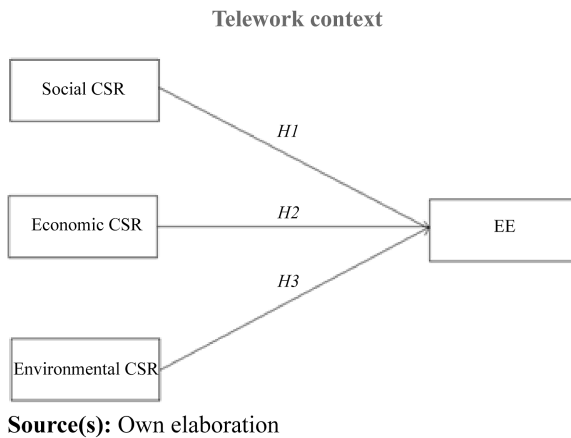 Telework context
Social CSR
H1
Economic CSR
H2
EE
H3
Environmental CSR
Source(s): Own elaboration